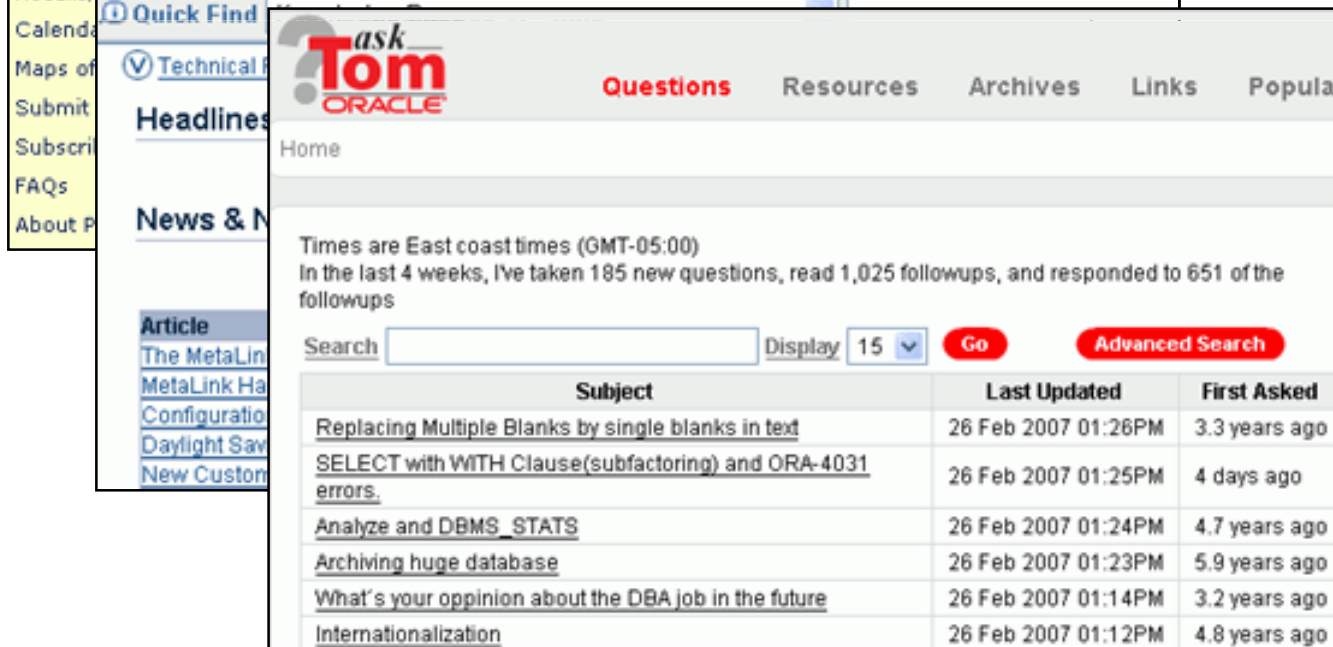 Calenda
Maps of
Submit
Subscri
FAQs
About P
Quick Find
Technical
Headlines
News & N
Article
The MetaLin
MetaLink Ha
Configuratio
Daylight Sav
New Custom
ask
Tom
ORACLE
Questions Resources Archives Links Popula
Home
Times are East coast times (GMT-05:00)
In the last 4 weeks, I've taken 185 new questions, read 1,025 followups, and responded to 651 of the
followups
Search Display 15 Go Advanced Search
Subject Last Updated First Asked
Replacing Multiple Blanks by single blanks in text 26 Feb 2007 01:26PM 3.3 years ago
SELECT with WITH Clause(subfactoring) and ORA-4031
errors. 26 Feb 2007 01:25PM 4 days ago
Analyze and DBMS_STATS 26 Feb 2007 01:24PM 4.7 years ago
Archiving huge database 26 Feb 2007 01:23PM 5.9 years ago
What´s your oppinion about the DBA job in the future 26 Feb 2007 01:14PM 3.2 years ago
Internationalization 26 Feb 2007 01:12PM 4.8 years ago